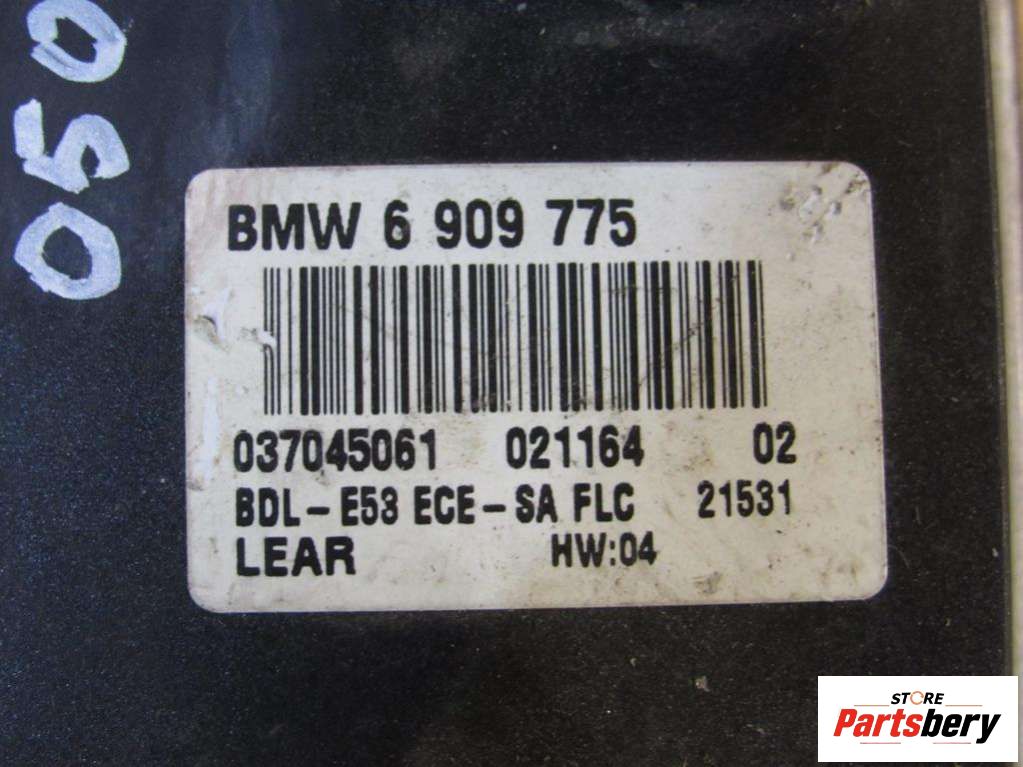 050
BMW 6 909 775
037045061 021164 02
BDL-E53 ECE-SA FLC 21531
LEAR HW:04
STORE
Partsbery